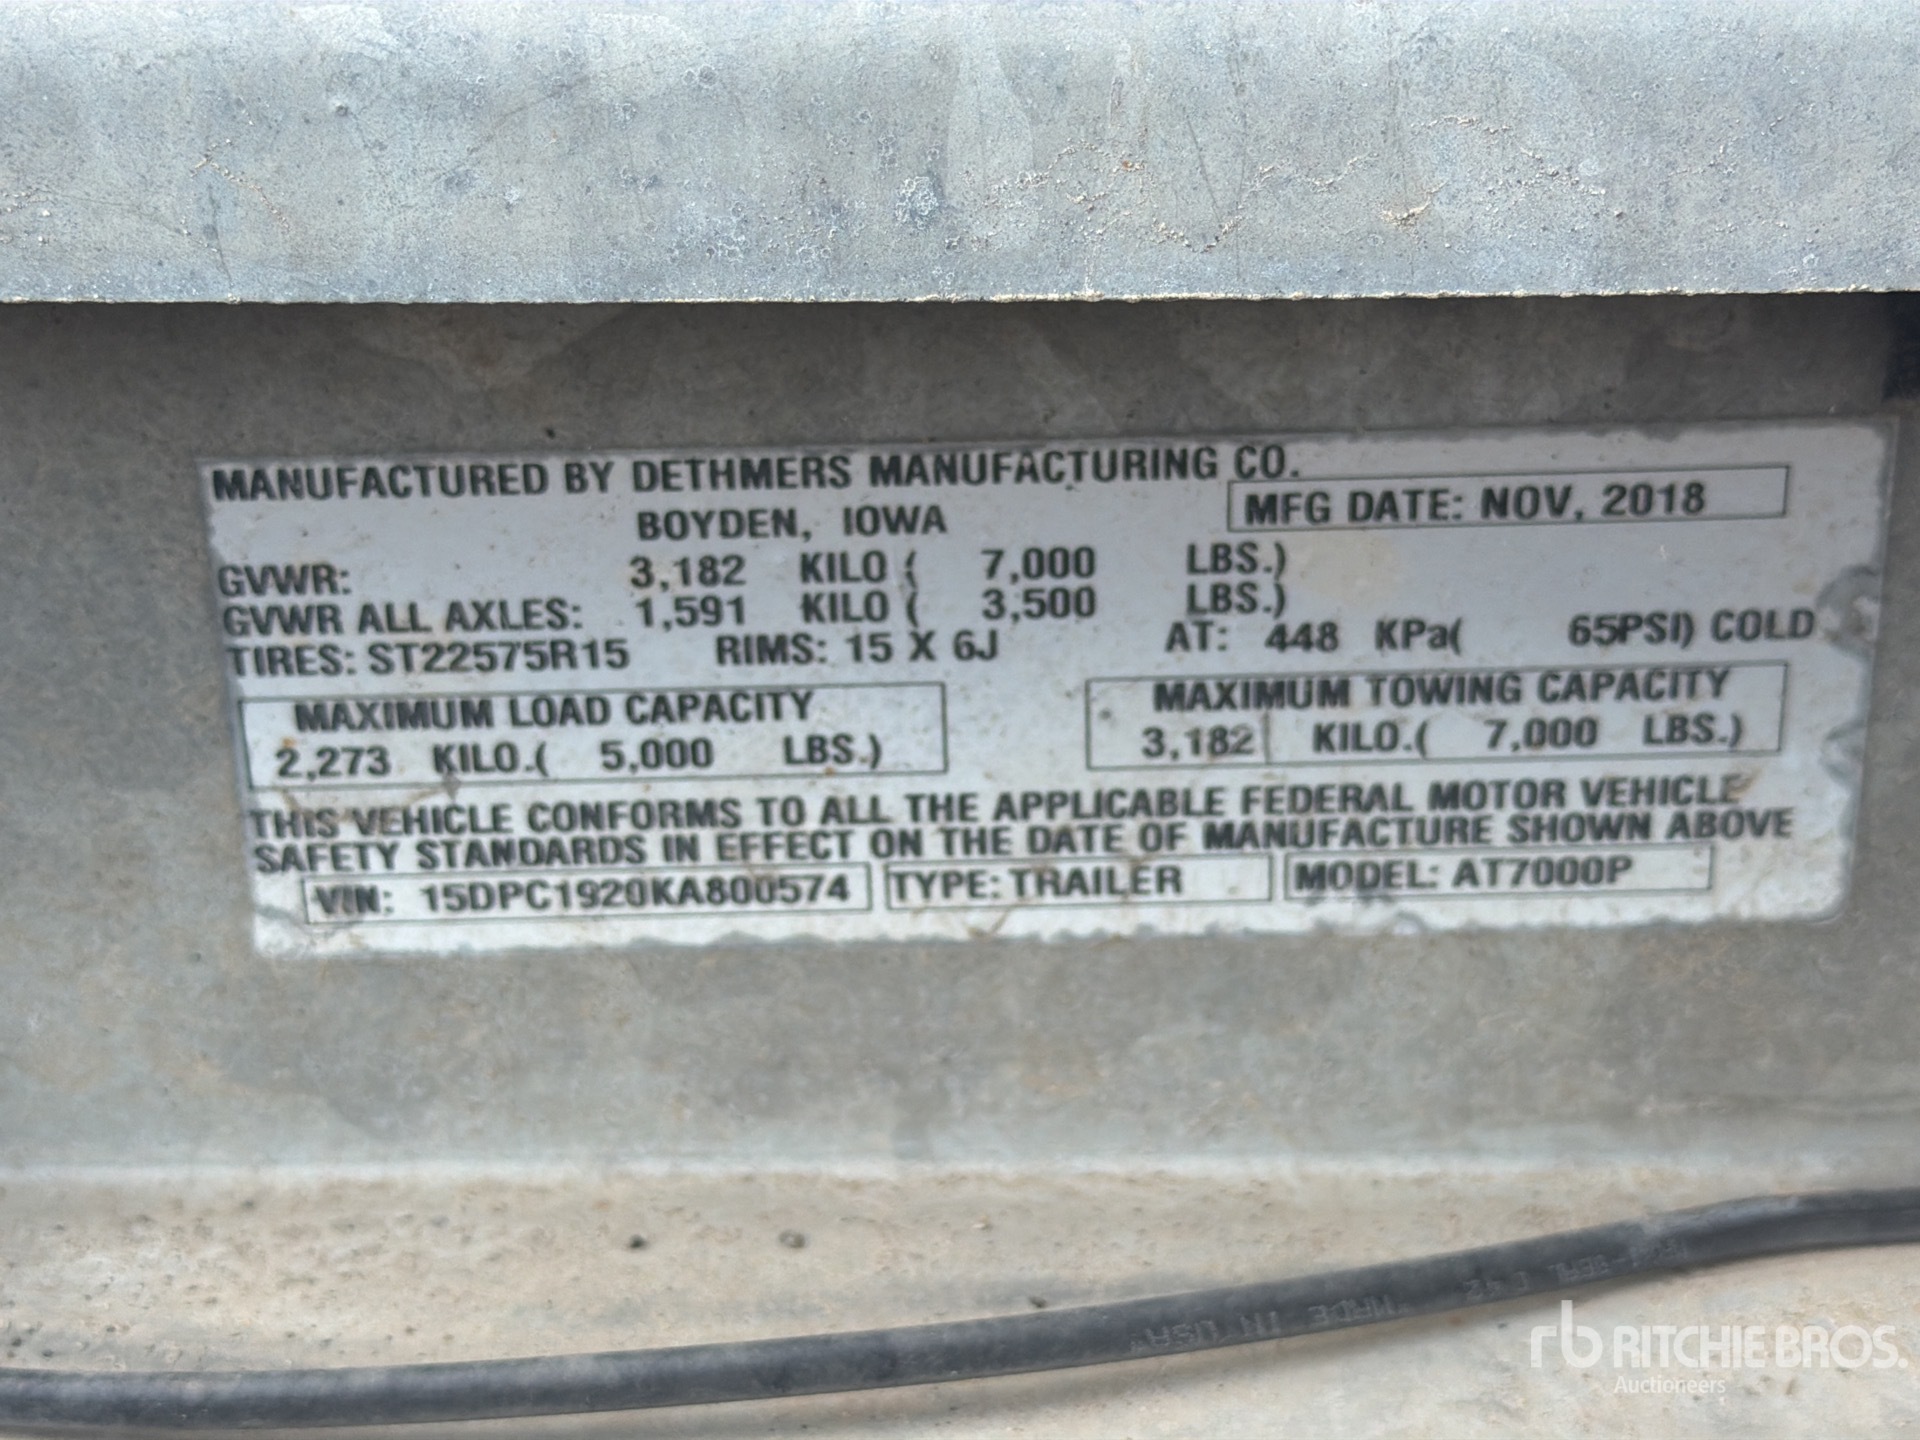 MANUFACTURED BY DETHMERS MANUFACTURING CO.
BOYDEN, IOWA
MFG DATE: NOV, 2018
GVWR: 3,182 KILO ( 7,000 LBS.)
GVWR ALL AXLES: 1,591 KILO ( 3,500 LBS.)
TIRES: ST22575R15 RIMS: 15 X 6J AT: 448 KPa( 65PSI) COLD
MAXIMUM LOAD CAPACITY
2,273 KILO.( 5,000 LBS.)
MAXIMUM TOWING CAPACITY
3,182 KILO.( 7,000 LBS.)
THIS VEHICLE CONFORMS TO ALL THE APPLICABLE FEDERAL MOTOR VEHICLE
SAFETY STANDARDS IN EFFECT ON THE DATE OF MANUFACTURE SHOWN ABOVE
VIN: 15DPC1920KA800574 TYPE: TRAILER MODEL: AT7000P
MADE IN USA
rb RITCHIE BROS.
Auctioneers